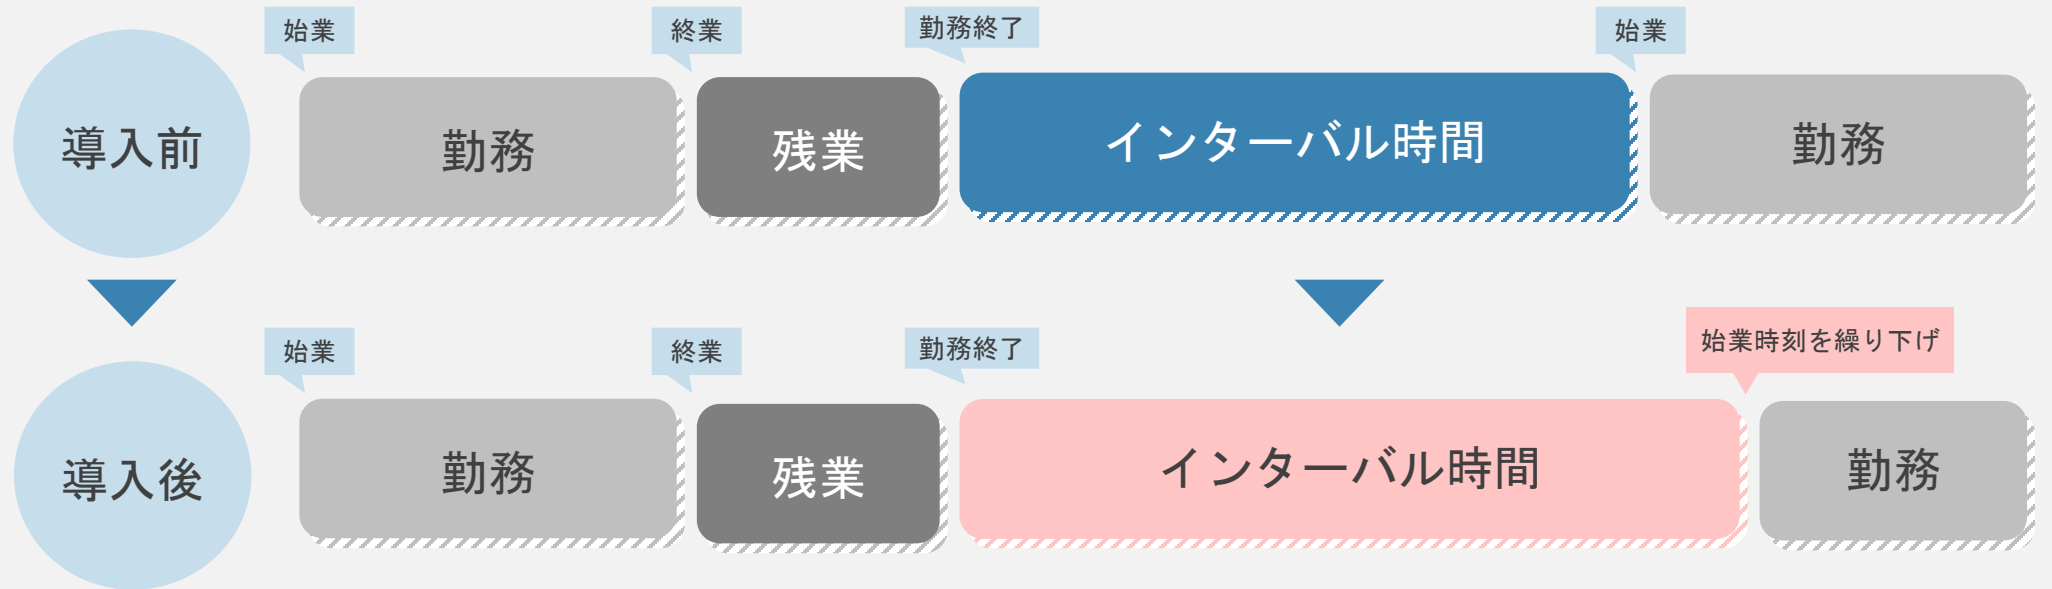 始業
終業
勤務終了
始業
導入前
勤務
残業
インターバル時間
勤務
始業
終業
勤務終了
始業時刻を繰り下げ
導入後
勤務
残業
インターバル時間
勤務